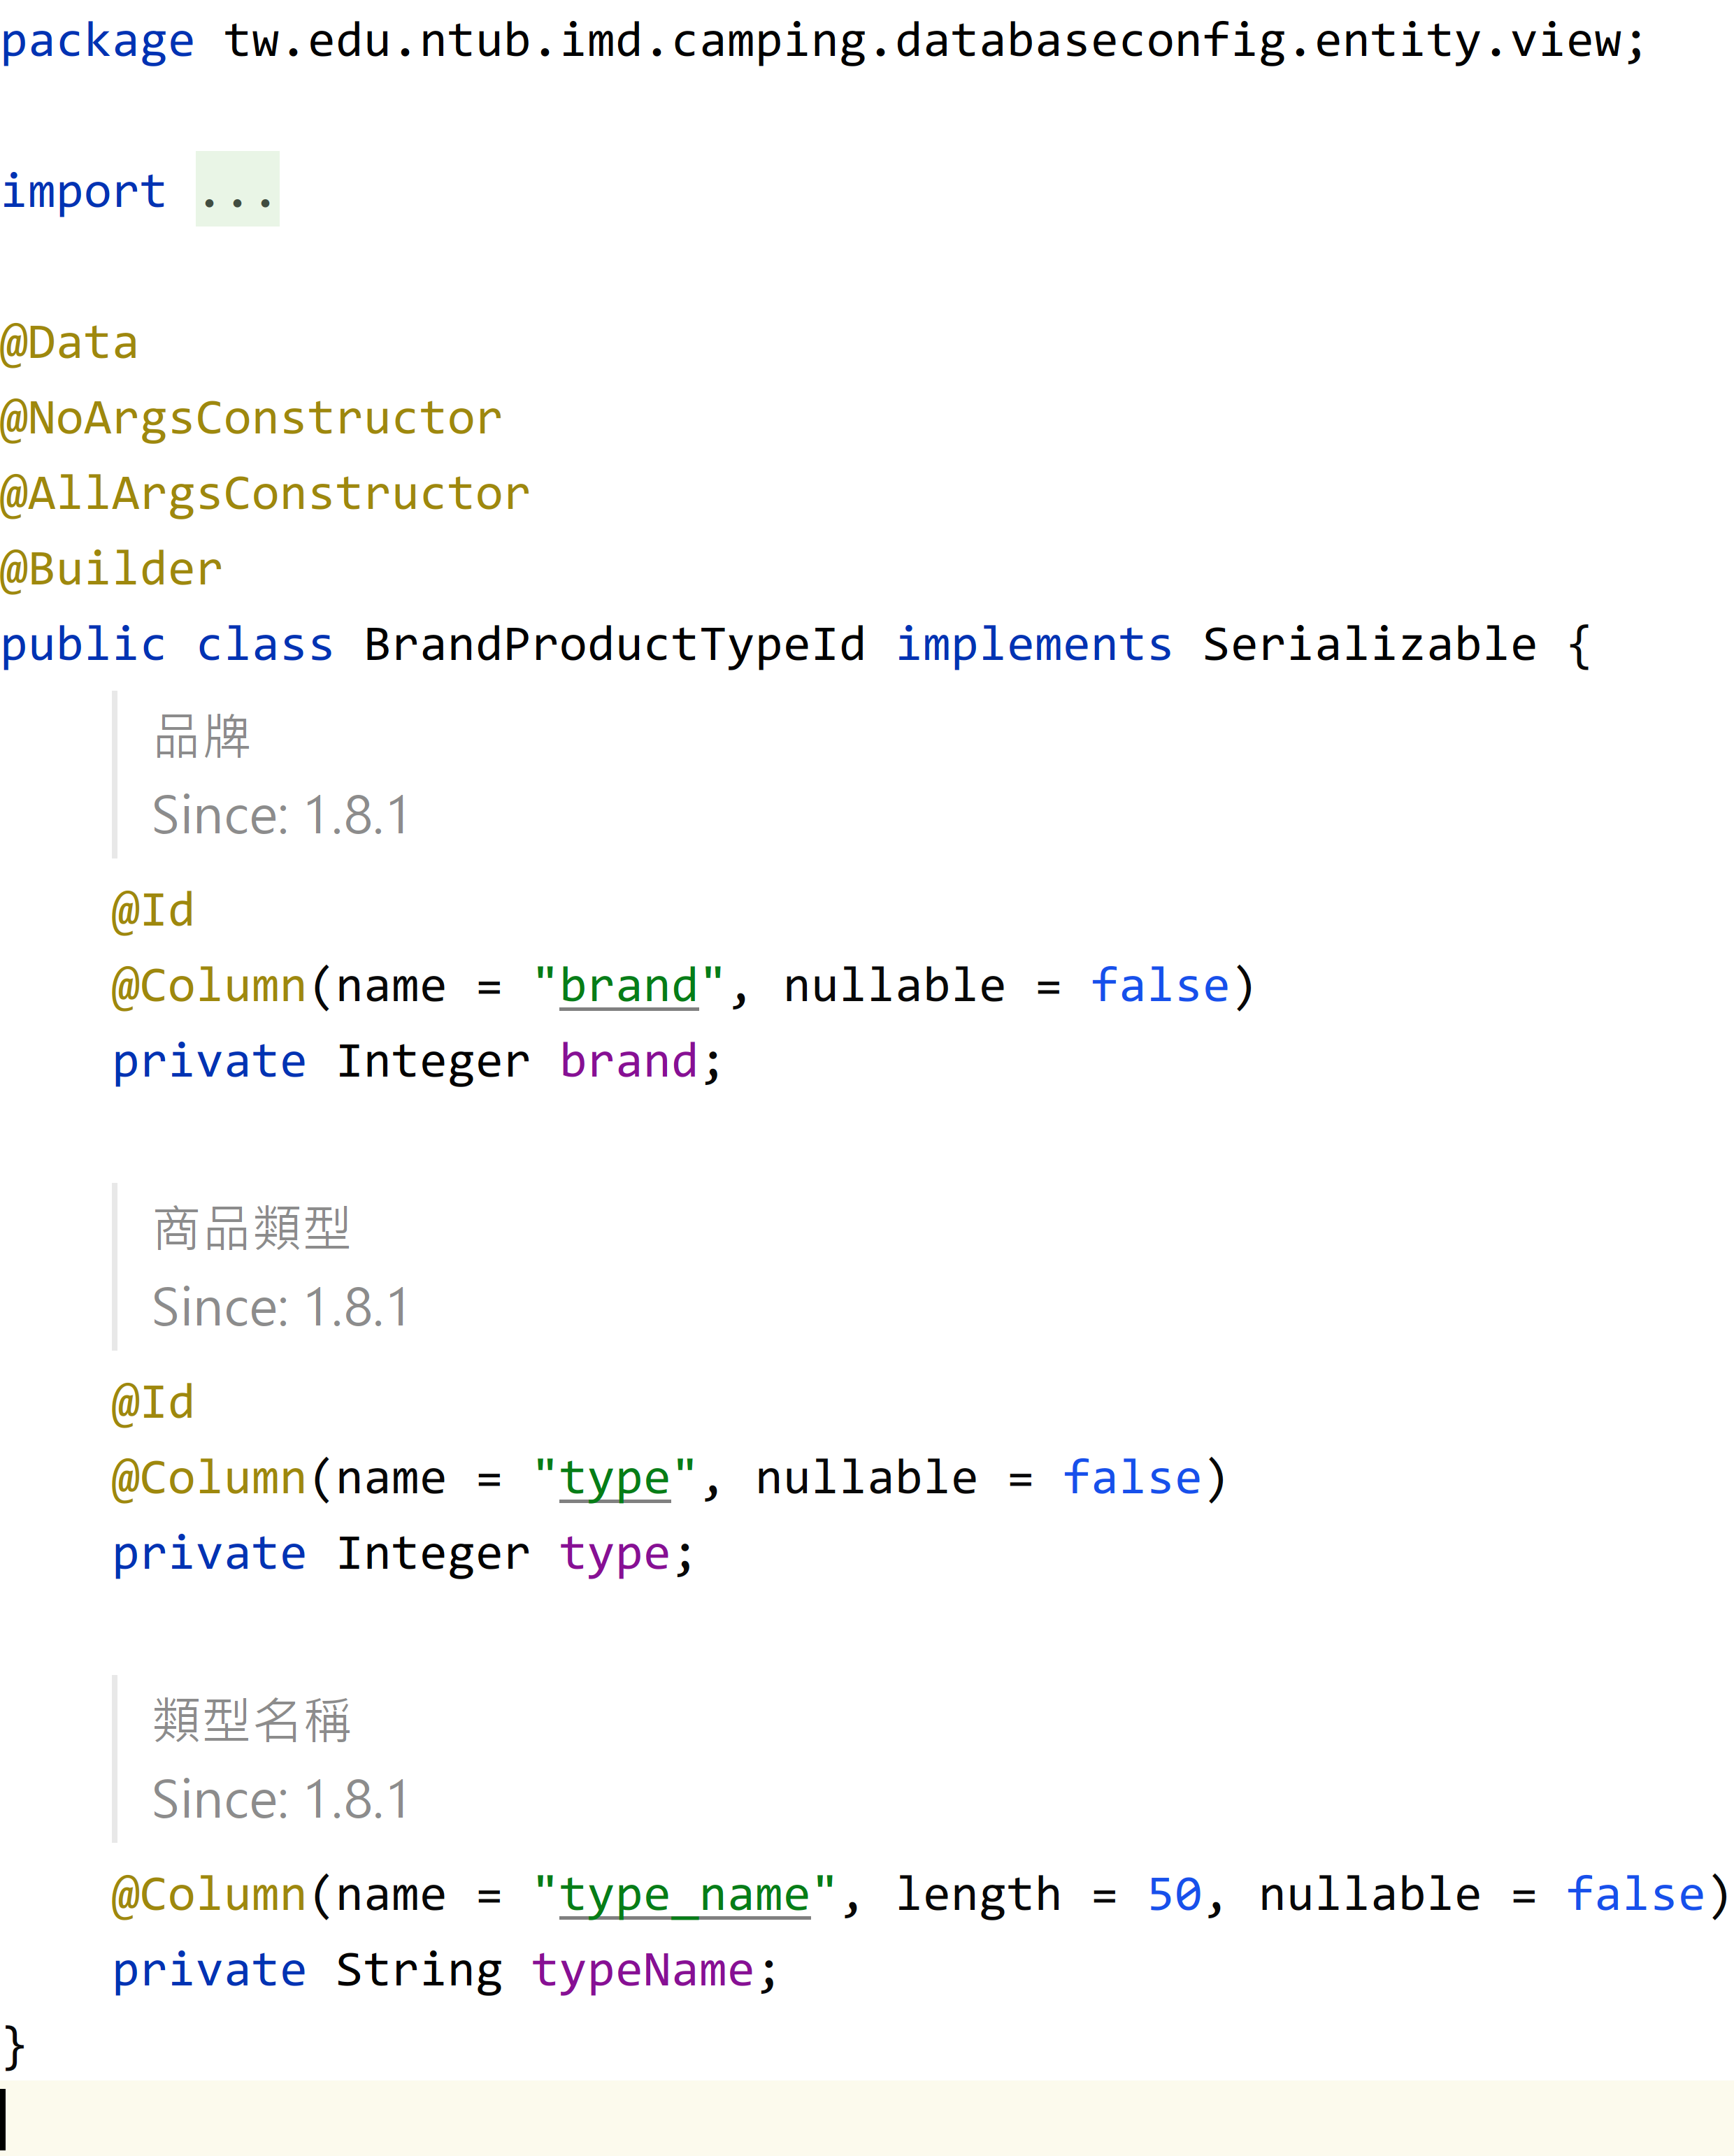 package tw.edu.ntub.imd.camping.databaseconfig.entity.view;
import ...
@Data
@NoArgsConstructor
@AllArgsConstructor
@Builder
public class BrandProductTypeId implements Serializable {
品牌
Since: 1.8.1
@Id
@Column(name = "brand", nullable = false)
private Integer brand;
商品類型
Since: 1.8.1
@Id
@Column(name = "type", nullable = false)
private Integer type;
類型名稱
Since: 1.8.1
@Column(name = "type_name", length = 50, nullable = false)
private String typeName;
}